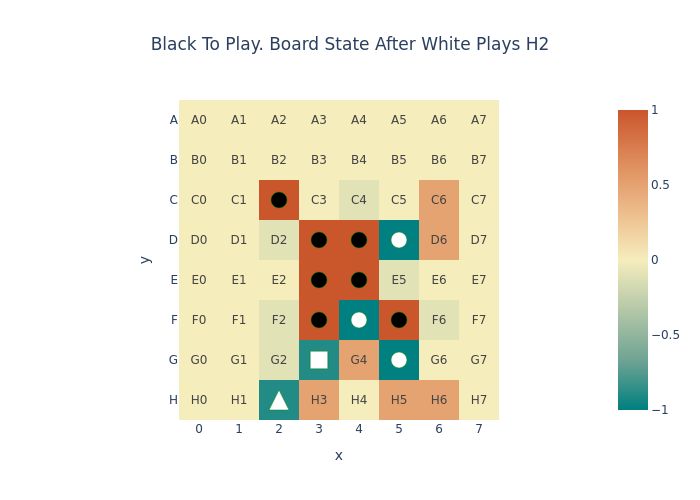 Black To Play. Board State After White Plays H2
A A0 A1 A2 A3 A4 A5 A6 A7 1
B B0 B1 B2 B3 B4 B5 B6 B7
C C0 C1 C3 C4 C5 C6 C7 0.5
D D0 D1 D2 D6 D7
y E E0 E1 E2 E5 E6 E7 0
F F0 F1 F2 F6 F7 −0.5
G G0 G1 G2 G4 G6 G7
H H0 H1 H3 H4 H5 H6 H7 −1
0 1 2 3 4 5 6 7
x